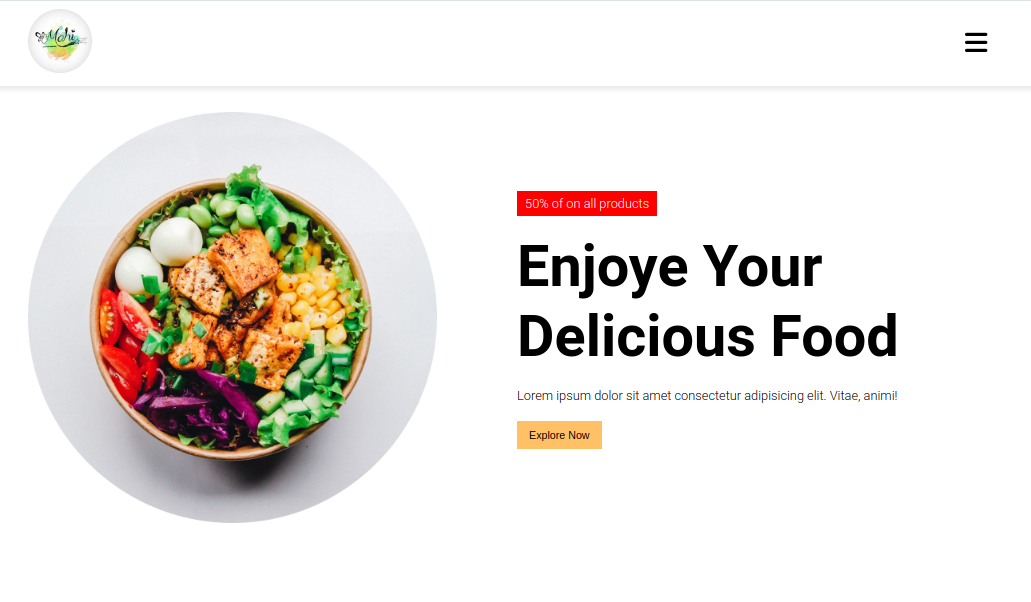 Mehi
50% of on all products
Enjoye Your
Delicious Food
Lorem ipsum dolor sit amet consectetur adipisicing elit. Vitae, animi!
Explore Now